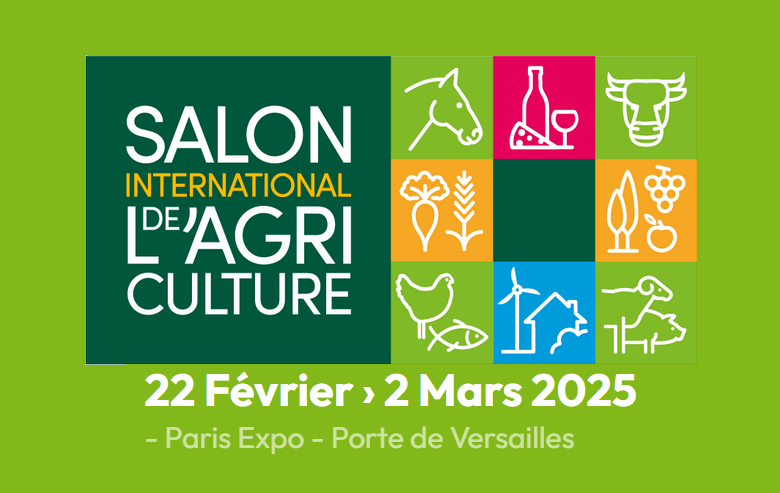 SALON
INTERNATIONAL
DE
L'AGRI
CULTURE
22 Février › 2 Mars 2025
- Paris Expo - Porte de Versailles